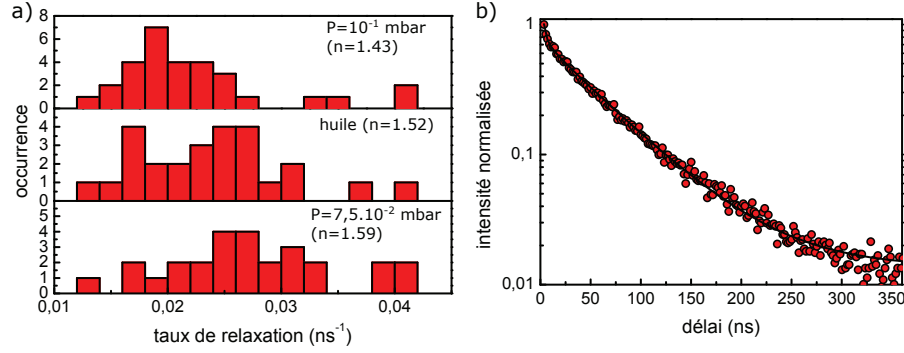 a)
8
6
4
2
0
P=10⁻¹ mbar
(n=1.43)
4
3
2
1
0
huile (n=1.52)
5
4
3
2
1
0
P=7,5.10⁻² mbar
(n=1.59)
occurrence
0,01
0,02
0,03
0,04
taux de relaxation (ns⁻¹)
b)
1
0,1
0,01
intensité normalisée
0
50
100
150
200
250
300
350
délai (ns)